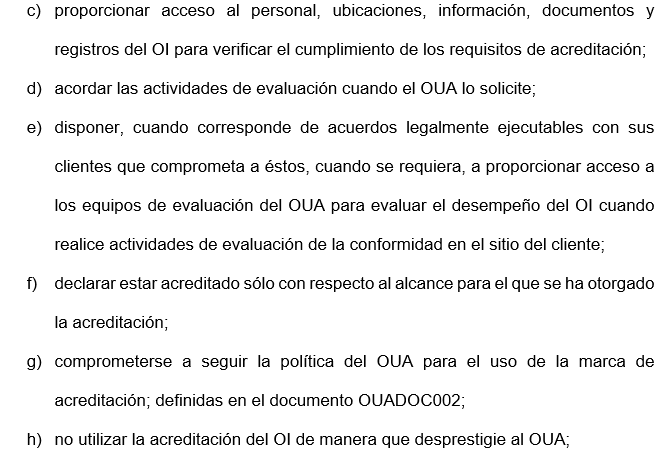 c) proporcionar acceso al personal, ubicaciones, información, documentos y
registros del OI para verificar el cumplimiento de los requisitos de acreditación;
d) acordar las actividades de evaluación cuando el OUA lo solicite;
e) disponer, cuando corresponde de acuerdos legalmente ejecutables con sus
clientes que comprometa a éstos, cuando se requiera, a proporcionar acceso a
los equipos de evaluación del OUA para evaluar el desempeño del OI cuando
realice actividades de evaluación de la conformidad en el sitio del cliente;
f) declarar estar acreditado sólo con respecto al alcance para el que se ha otorgado
la acreditación;
g) comprometerse a seguir la política del OUA para el uso de la marca de
acreditación; definidas en el documento OUADOC002;
h) no utilizar la acreditación del OI de manera que desprestigie al OUA;